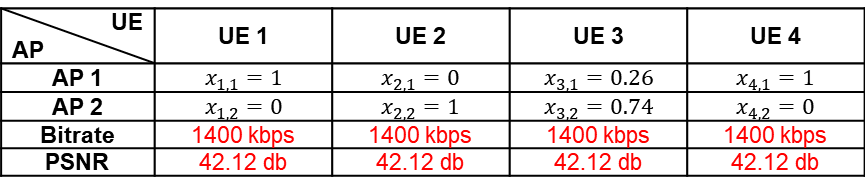 UE
AP
UE 1 UE 2 UE 3 UE 4
AP 1 x₁,₁ = 1 x₂,₁ = 0 x₃,₁ = 0.26 x₄,₁ = 1
AP 2 x₁,₂ = 0 x₂,₂ = 1 x₃,₂ = 0.74 x₄,₂ = 0
Bitrate 1400 kbps 1400 kbps 1400 kbps 1400 kbps
PSNR 42.12 db 42.12 db 42.12 db 42.12 db